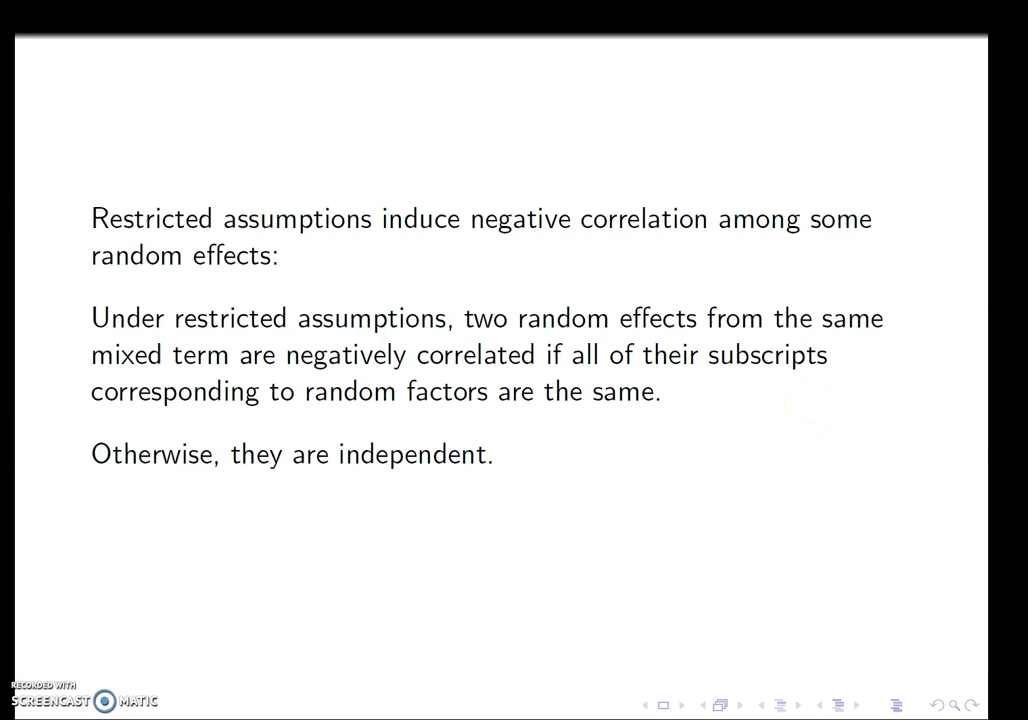 Restricted assumptions induce negative correlation among some
random effects:
Under restricted assumptions, two random effects from the same
mixed term are negatively correlated if all of their subscripts
corresponding to random factors are the same.
Otherwise, they are independent.
RECORDED WITH
SCREENCAST MATIC